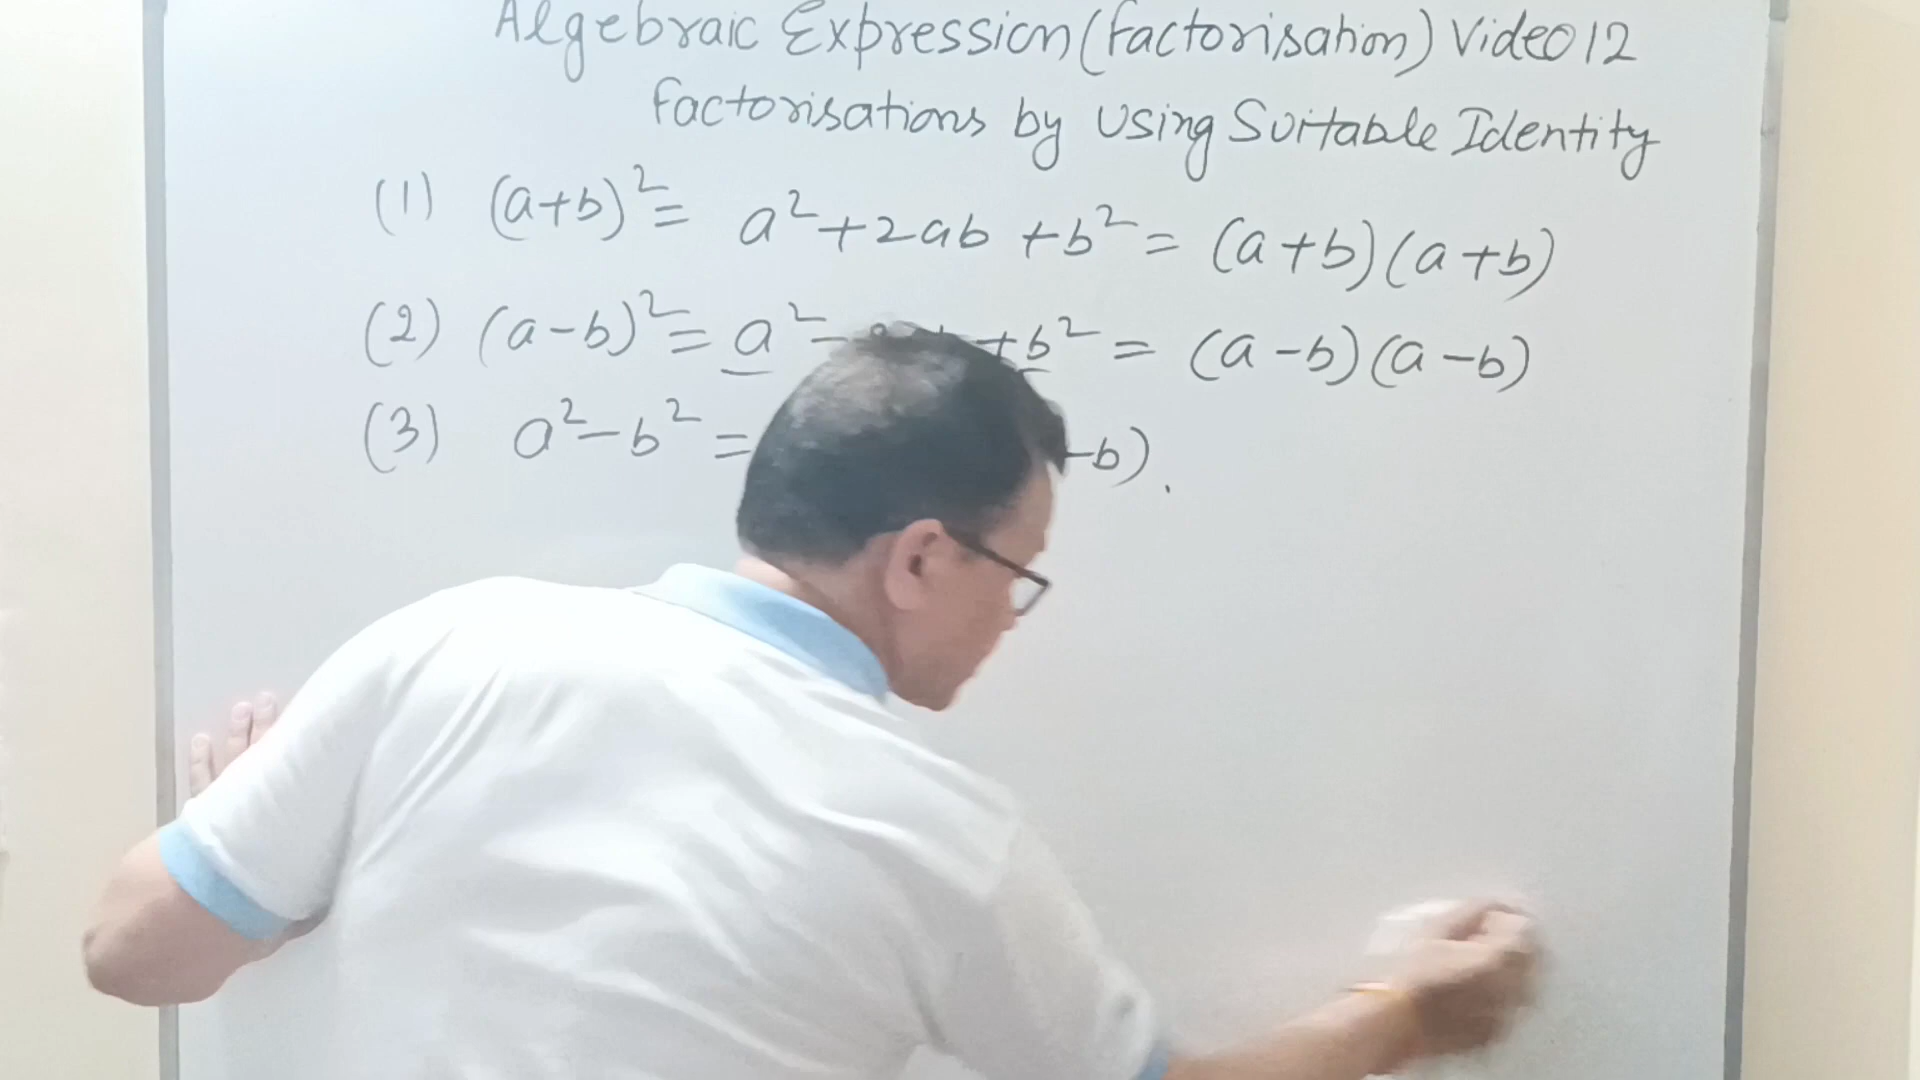 Algebraic Expression (factorisation) Video 12
factorisations by Using Suitable Identity
(1) (a+b)²= a²+2ab +b²= (a+b)(a+b)
(2) (a-b)²= a²- +b² = (a-b)(a-b)
(3) a²-b² = -b).